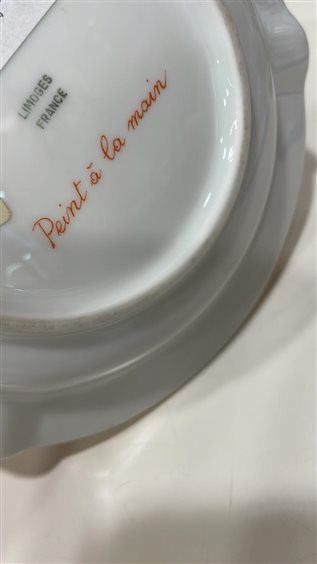 LIMOGES
FRANCE
Peint à la main